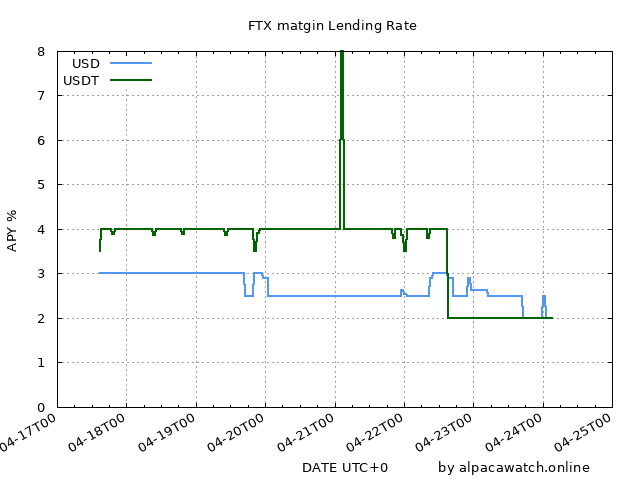 FTX matgin Lending Rate
USD
USDT
8
7
6
5
4
3
2
1
0
APY %
04-17T00
04-18T00
04-19T00
04-20T00
04-21T00
04-22T00
04-23T00
04-24T00
04-25T00
DATE UTC+0
by alpacawatch.online